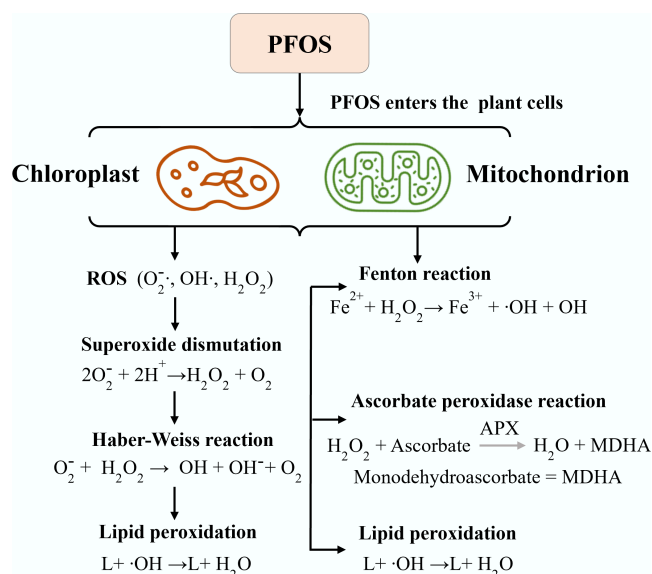 PFOS
PFOS enters the plant cells
Chloroplast
Mitochondrion
ROS (O₂⁻·, OH·, H₂O₂)
Superoxide dismutation
2O₂⁻ + 2H⁺→H₂O₂ + O₂
Haber-Weiss reaction
O₂⁻ + H₂O₂ → OH + OH⁻+ O₂
Lipid peroxidation
L+ ·OH →L+ H₂O
Fenton reaction
Fe²⁺ + H₂O₂→ Fe³⁺ + ·OH + OH
Ascorbate peroxidase reaction
APX
H₂O₂ + Ascorbate → H₂O + MDHA
Monodehydroascorbate = MDHA
Lipid peroxidation
L+ ·OH →L+ H₂O